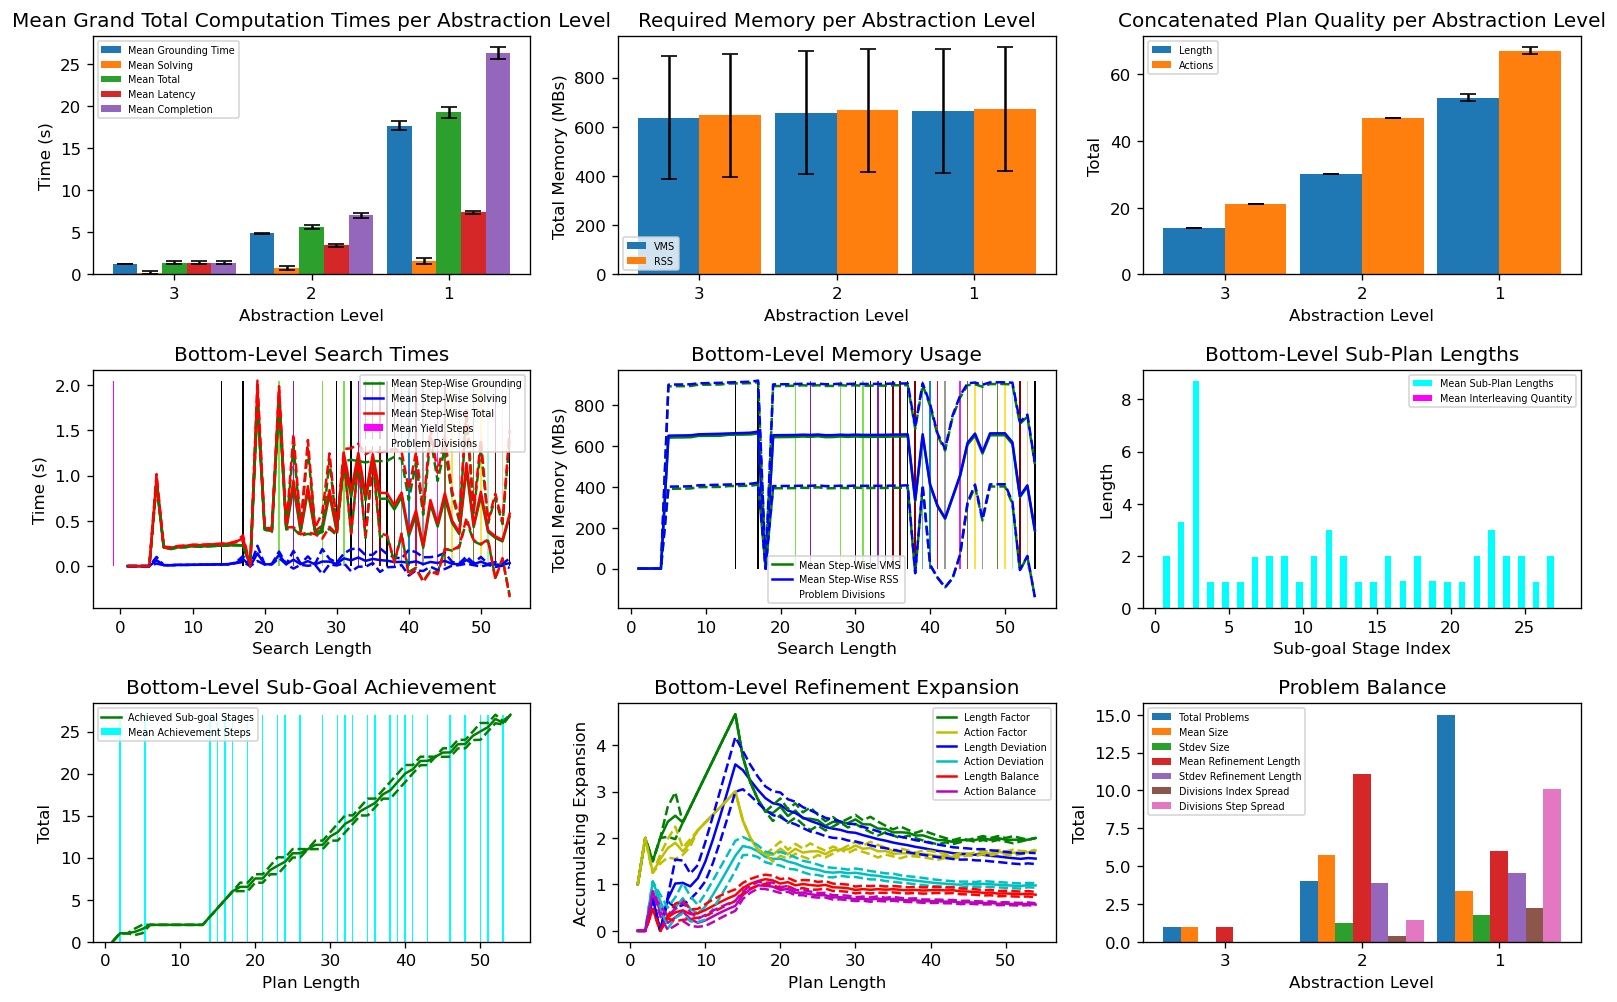 Mean Grand Total Computation Times per Abstraction Level
Time (s)
25
20
15
10
5
0
Mean Grounding Time
Mean Solving
Mean Total
Mean Latency
Mean Completion
3 2 1
Abstraction Level
Required Memory per Abstraction Level
Total Memory (MBs)
800
600
400
200
0
VMS
RSS
3 2 1
Abstraction Level
Concatenated Plan Quality per Abstraction Level
Total
60
40
20
0
Length
Actions
3 2 1
Abstraction Level
Bottom-Level Search Times
Time (s)
2.0
1.5
1.0
0.5
0.0
Mean Step-Wise Grounding
Mean Step-Wise Solving
Mean Step-Wise Total
Mean Yield Steps
Problem Divisions
0 10 20 30 40 50
Search Length
Bottom-Level Memory Usage
Total Memory (MBs)
800
600
400
200
0
Mean Step-Wise VMS
Mean Step-Wise RSS
Problem Divisions
0 10 20 30 40 50
Search Length
Bottom-Level Sub-Plan Lengths
Length
8
6
4
2
0
Mean Sub-Plan Lengths
Mean Interleaving Quantity
0 5 10 15 20 25
Sub-goal Stage Index
Bottom-Level Sub-Goal Achievement
Total
25
20
15
10
5
0
Achieved Sub-goal Stages
Mean Achievement Steps
0 10 20 30 40 50
Plan Length
Bottom-Level Refinement Expansion
Accumulating Expansion
4
3
2
1
0
Length Factor
Action Factor
Length Deviation
Action Deviation
Length Balance
Action Balance
0 10 20 30 40 50
Plan Length
Problem Balance
Total
15.0
12.5
10.0
7.5
5.0
2.5
0.0
Total Problems
Mean Size
Stdev Size
Mean Refinement Length
Stdev Refinement Length
Divisions Index Spread
Divisions Step Spread
3 2 1
Abstraction Level